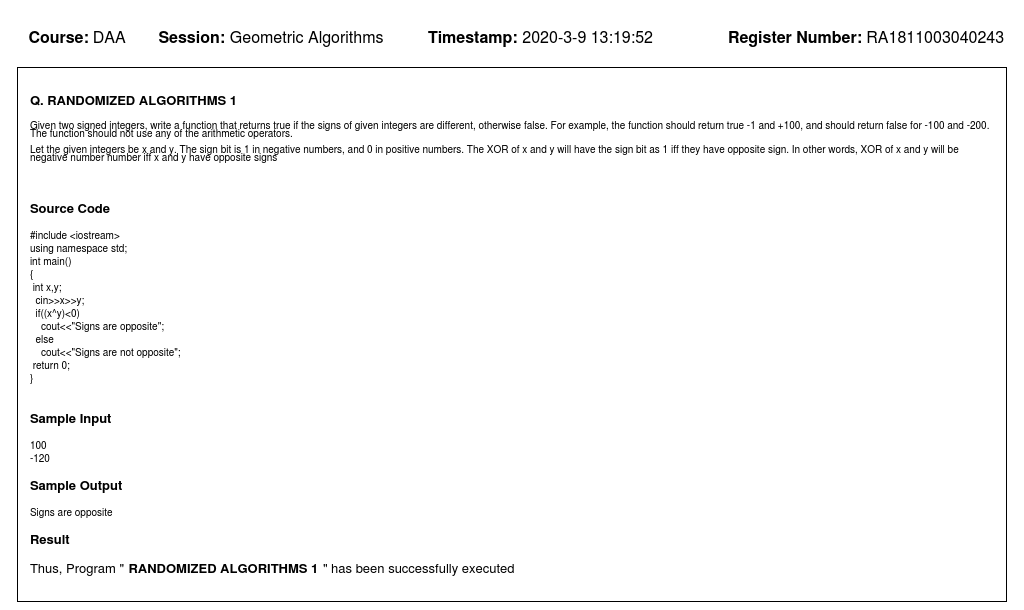 Course: DAA Session: Geometric Algorithms Timestamp: 2020-3-9 13:19:52 Register Number: RA1811003040243
Q. RANDOMIZED ALGORITHMS 1
Given two signed integers, write a function that returns true if the signs of given integers are different, otherwise false. For example, the function should return true -1 and +100, and should return false for -100 and -200.
The function should not use any of the arithmetic operators.
Let the given integers be x and y. The sign bit is 1 in negative numbers, and 0 in positive numbers. The XOR of x and y will have the sign bit as 1 iff they have opposite sign. In other words, XOR of x and y will be
negative number number iff x and y have opposite signs
Source Code
#include <iostream>
using namespace std;
int main()
{
int x,y;
cin>>x>>y;
if((x^y)<0)
cout<<"Signs are opposite";
else
cout<<"Signs are not opposite";
return 0;
}
Sample Input
100
-120
Sample Output
Signs are opposite
Result
Thus, Program " RANDOMIZED ALGORITHMS 1 " has been successfully executed